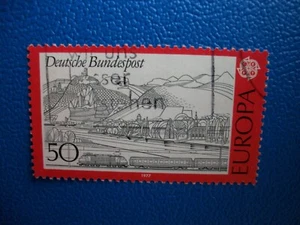 Deutsche Bundespost
EUROPA
50
1977